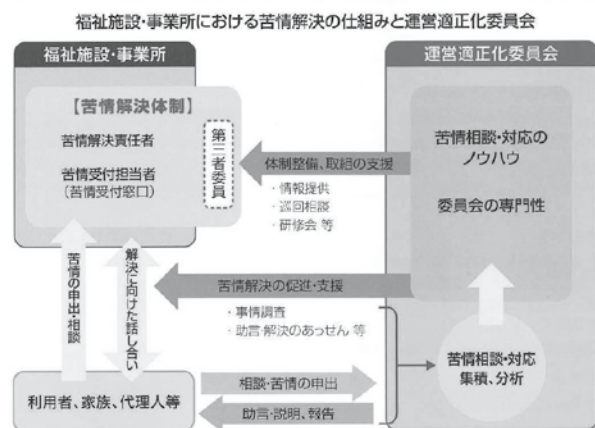 福祉施設・事業所における苦情解決の仕組みと運営適正化委員会
福祉施設・事業所
【苦情解決体制】
苦情解決責任者
苦情受付担当者
(苦情受付窓口)
第三者委員
運営適正化委員会
苦情相談・対応の
ノウハウ
委員会の専門性
体制整備、取組の支援
・情報提供
・巡回相談
・研修会 等
苦情の申出・相談
解決に向けた話し合い
苦情解決の促進・支援
・事情調査
・助言・解決のあっせん 等
苦情相談・対応
集積、分析
利用者、家族、代理人等
相談・苦情の申出
助言・説明、報告